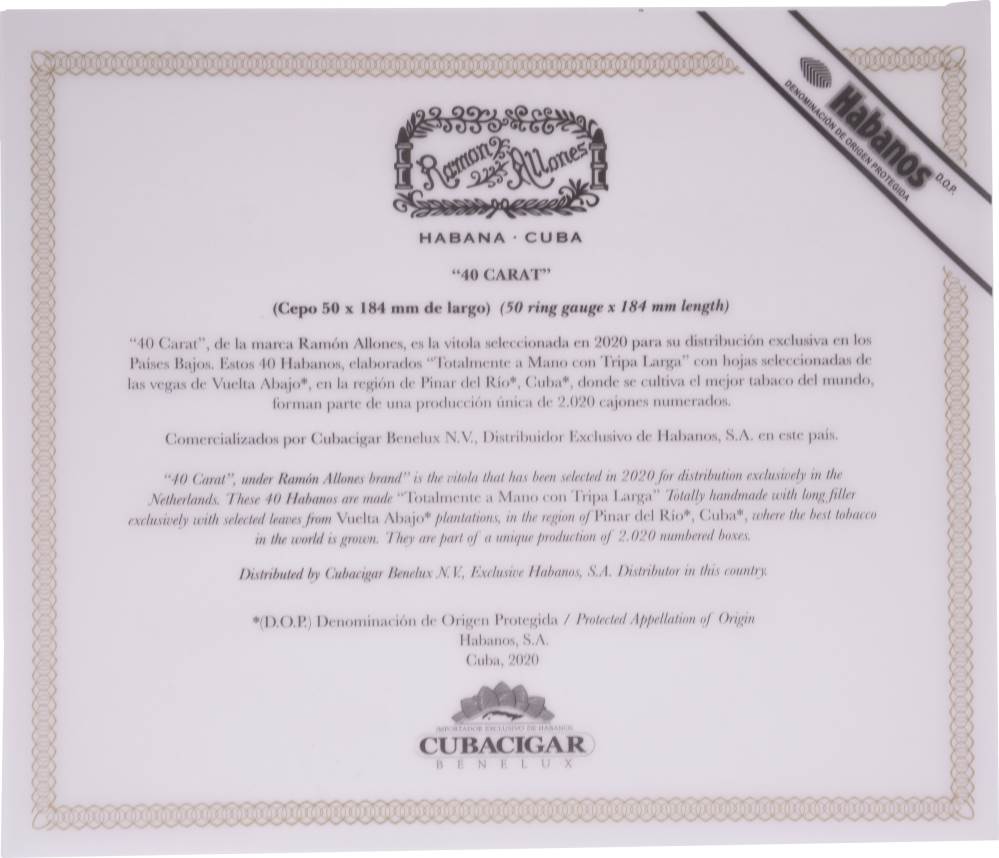 Habanos
D.O.P.
DENOMINACIÓN DE ORIGEN PROTEGIDA
Ramon Allones
HABANA · CUBA
“40 CARAT”
(Cepo 50 x 184 mm de largo) (50 ring gauge x 184 mm length)
“40 Carat”, de la marca Ramón Allones, es la vitola seleccionada en 2020 para su distribución exclusiva en los
Países Bajos. Estos 40 Habanos, elaborados “Totalmente a Mano con Tripa Larga” con hojas seleccionadas de
las vegas de Vuelta Abajo*, en la región de Pinar del Río*, Cuba*, donde se cultiva el mejor tabaco del mundo,
forman parte de una producción única de 2.020 cajones numerados.
Comercializados por Cubacigar Benelux N.V., Distribuidor Exclusivo de Habanos, S.A. en este país.
“40 Carat”, under Ramón Allones brand” is the vitola that has been selected in 2020 for distribution exclusively in the
Netherlands. These 40 Habanos are made “Totalmente a Mano con Tripa Larga” Totally handmade with long filler
exclusively with selected leaves from Vuelta Abajo* plantations, in the region of Pinar del Río*, Cuba*, where the best tobacco
in the world is grown. They are part of a unique production of 2.020 numbered boxes.
Distributed by Cubacigar Benelux N.V., Exclusive Habanos, S.A. Distributor in this country.
*(D.O.P.) Denominación de Origen Protegida / Protected Appellation of Origin
Habanos, S.A.
Cuba, 2020
IMPORTADOR EXCLUSIVO DE HABANOS
CUBACIGAR
BENELUX